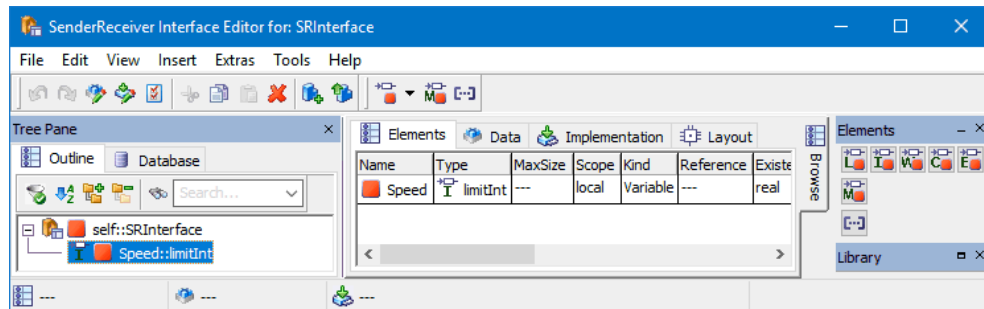 SenderReceiver Interface Editor for: SRInterface
File Edit View Insert Extras Tools Help
Tree Pane
Outline Database
Search...
self::SRInterface
Speed::limitInt
Elements Data Implementation Layout
Name Type MaxSize Scope Kind Reference Existe
Speed limitInt --- local Variable --- real
Browse
Elements
Library
--- --- ---